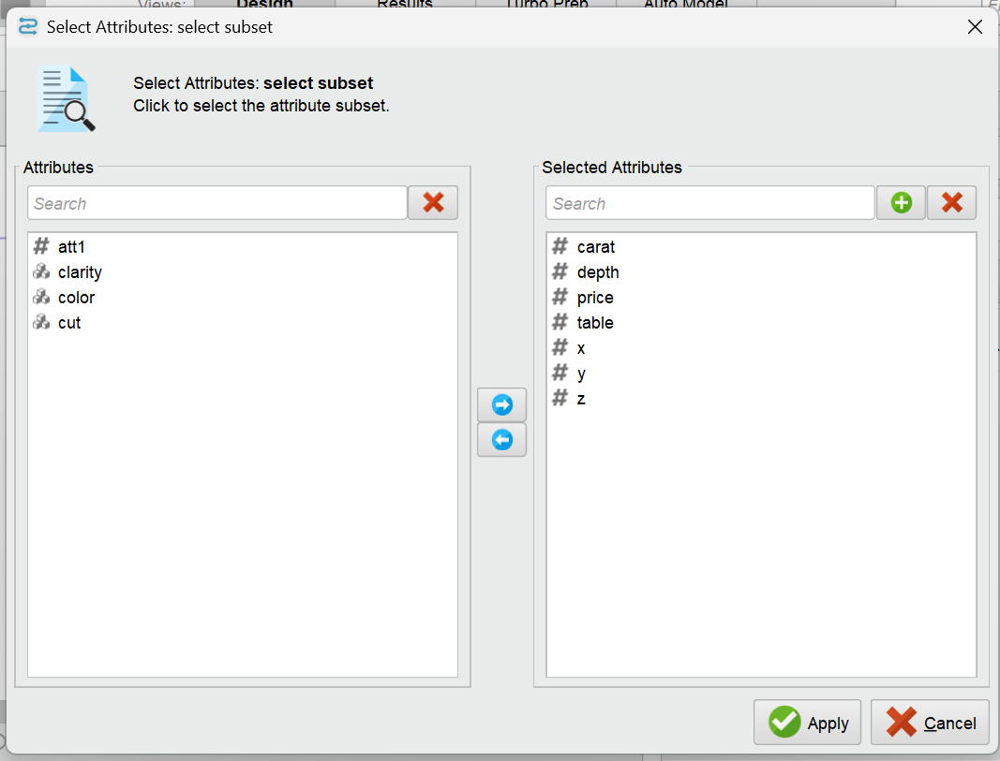 Views:
Design
Results
Turbo Prep
Auto Model
Select Attributes: select subset
Select Attributes: select subset
Click to select the attribute subset.
Attributes
Search
# att1
clarity
color
cut
Selected Attributes
Search
# carat
# depth
# price
# table
# x
# y
# z
Apply
Cancel